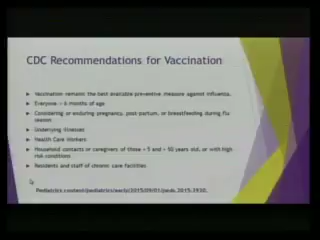 CDC Recommendations for Vaccination
Vaccination remains the best available preventive measure against influenza.
Everyone > 6 months of age
Considering or enduring pregnancy, post partum, or breastfeeding during flu
season
Underlying illnesses
Health Care Workers
Household contacts or caregivers of those < 5 and > 50 years old, or with high
risk conditions
Residents and staff of chronic care facilities